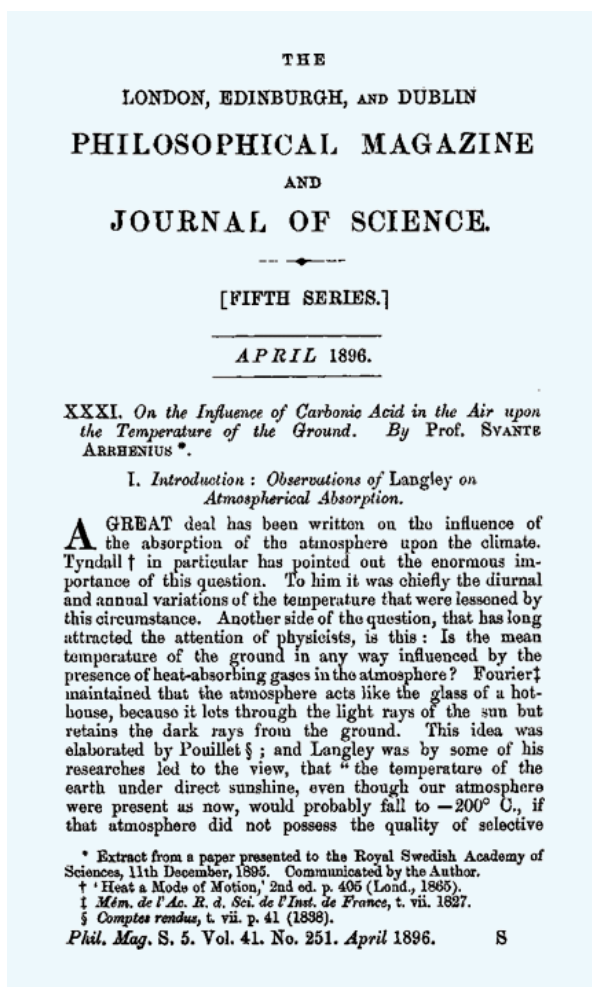 THE
LONDON, EDINBURGH, AND DUBLIN
PHILOSOPHICAL MAGAZINE
AND
JOURNAL OF SCIENCE.
[FIFTH SERIES.]
APRIL 1896.
XXXI. On the Influence of Carbonic Acid in the Air upon
the Temperature of the Ground. By Prof. SVANTE
ARRHENIUS *.
I. Introduction : Observations of Langley on
Atmospherical Absorption.
A GREAT deal has been written on the influence of
the absorption of the atmosphere upon the climate.
Tyndall † in particular has pointed out the enormous im-
portance of this question. To him it was chiefly the diurnal
and annual variations of the temperature that were lessened by
this circumstance. Another side of the question, that has long
attracted the attention of physicists, is this : Is the mean
temperature of the ground in any way influenced by the
presence of heat-absorbing gases in the atmosphere ? Fourier‡
maintained that the atmosphere acts like the glass of a hot-
house, because it lets through the light rays of the sun but
retains the dark rays from the ground. This idea was
elaborated by Pouillet § ; and Langley was by some of his
researches led to the view, that " the temperature of the
earth under direct sunshine, even though our atmosphere
were present as now, would probably fall to −200° C., if
that atmosphere did not possess the quality of selective
* Extract from a paper presented to the Royal Swedish Academy of
Sciences, 11th December, 1895. Communicated by the Author.
† ' Heat a Mode of Motion,' 2nd ed. p. 405 (Lond., 1865).
‡ Mém. de l'Ac. R. d. Sci. de l'Inst. de France, t. vii. 1827.
§ Comptes rendus, t. vii. p. 41 (1838).
Phil. Mag. S. 5. Vol. 41. No. 251. April 1896. S